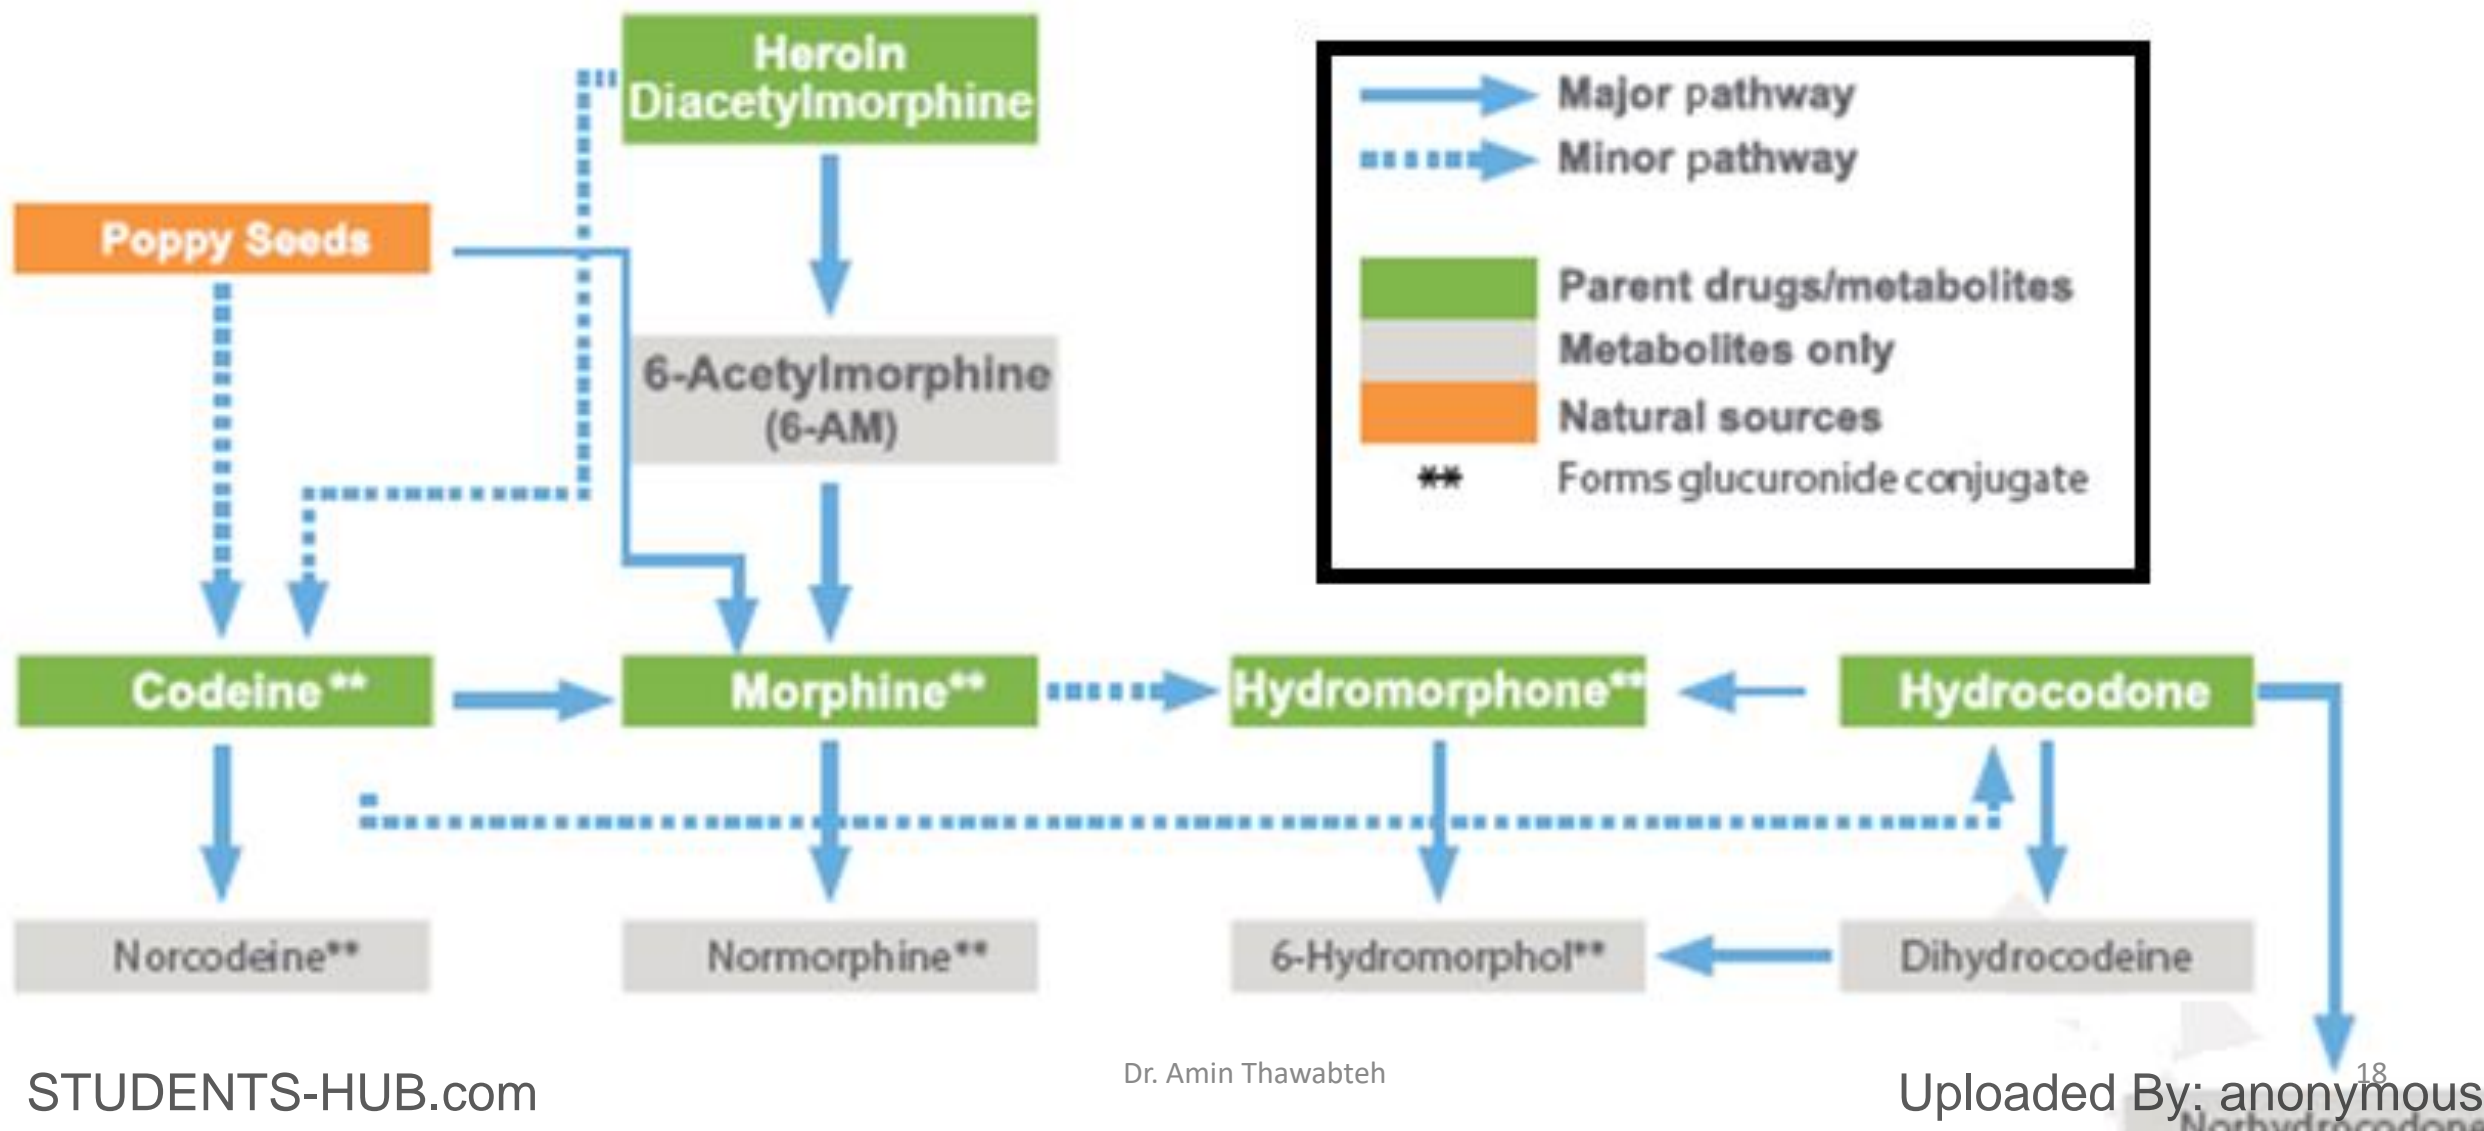 Heroin
Diacetylmorphine
Major pathway
Minor pathway
Poppy Seeds
Parent drugs/metabolites
Metabolites only
Natural sources
** Forms glucuronide conjugate
6-Acetylmorphine
(6-AM)
Codeine**
Morphine**
Hydromorphone**
Hydrocodone
Norcodeine**
Normorphine**
6-Hydromorphol**
Dihydrocodeine
STUDENTS-HUB.com
Dr. Amin Thawabteh
18
Uploaded By: anonymous
Norhydrocodone